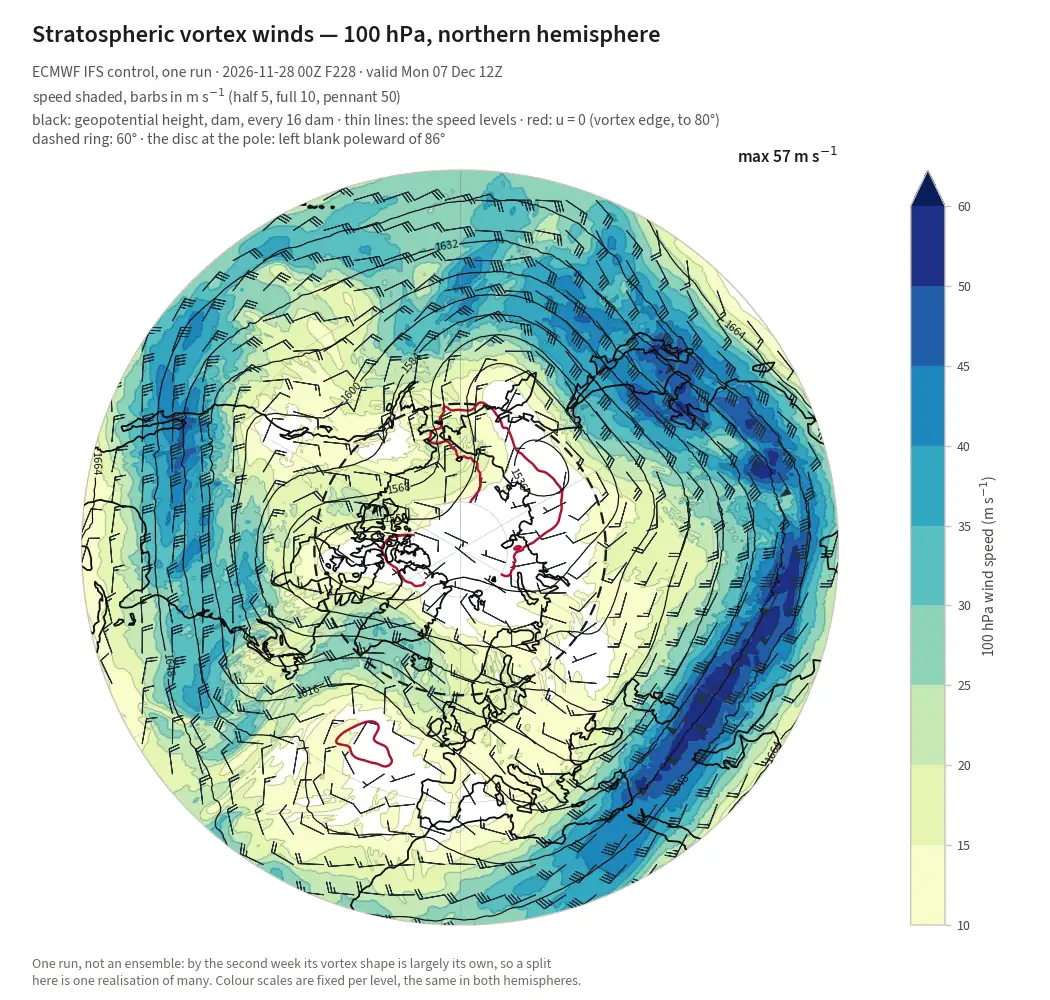 Stratospheric vortex winds — 100 hPa, northern hemisphere
ECMWF IFS control, one run · 2026-11-28 00Z F228 · valid Mon 07 Dec 12Z
speed shaded, barbs in m s⁻¹ (half 5, full 10, pennant 50)
black: geopotential height, dam, every 16 dam · thin lines: the speed levels · red: u = 0 (vortex edge, to 80°)
dashed ring: 60° · the disc at the pole: left blank poleward of 86°
max 57 m s⁻¹
1632
1664
1600
1664
1568
1536
1648
1616
60
50
45
40
35
30
25
20
15
10
100 hPa wind speed (m s⁻¹)
One run, not an ensemble: by the second week its vortex shape is largely its own, so a split
here is one realisation of many. Colour scales are fixed per level, the same in both hemispheres.